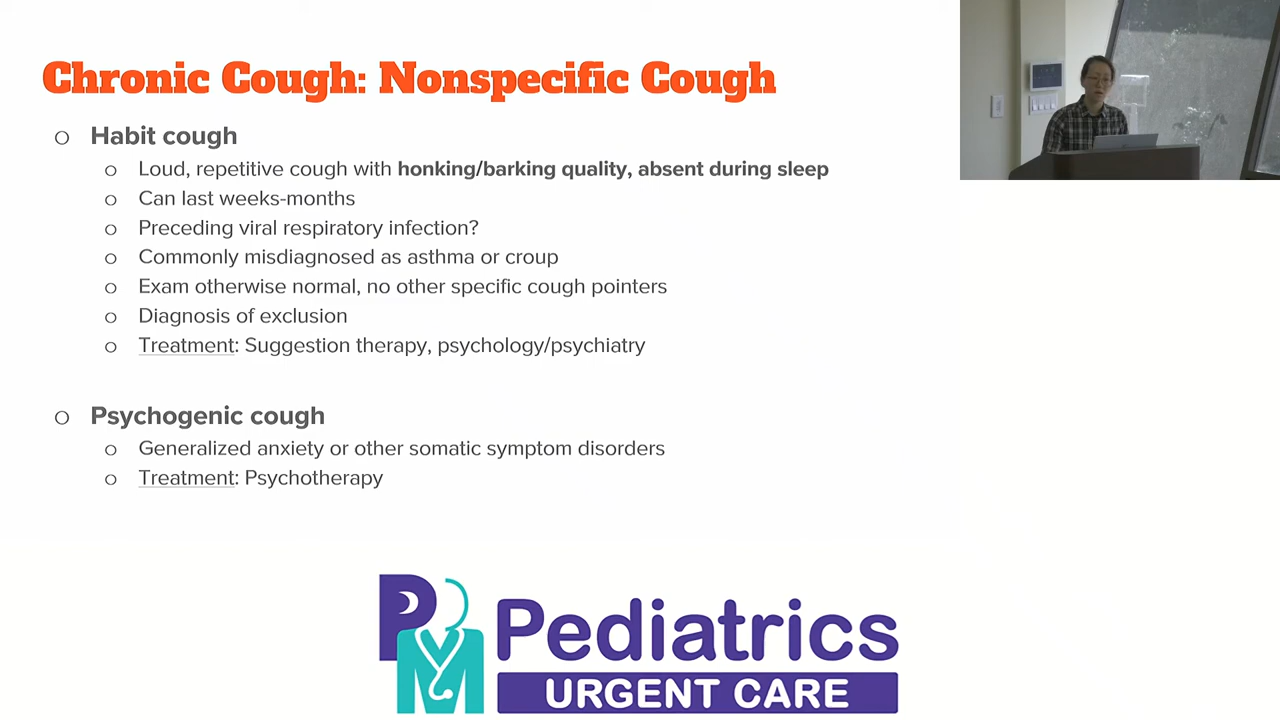 Chronic Cough: Nonspecific Cough
Habit cough
Loud, repetitive cough with honking/barking quality, absent during sleep
Can last weeks-months
Preceding viral respiratory infection?
Commonly misdiagnosed as asthma or croup
Exam otherwise normal, no other specific cough pointers
Diagnosis of exclusion
Treatment: Suggestion therapy, psychology/psychiatry
Psychogenic cough
Generalized anxiety or other somatic symptom disorders
Treatment: Psychotherapy
PM Pediatrics
URGENT CARE